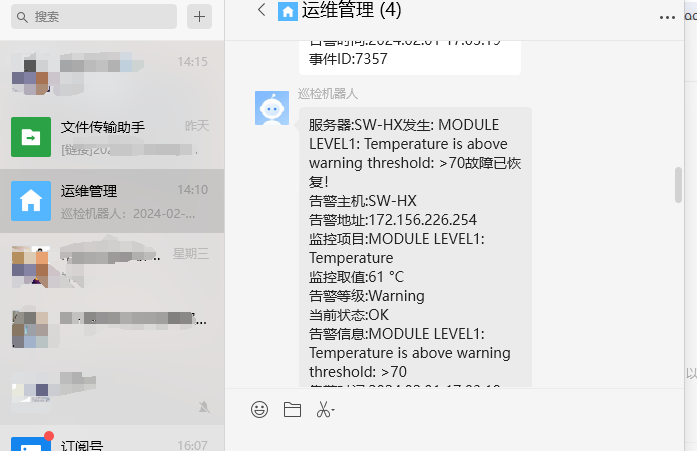 搜索
14:15
文件传输助手
昨天
[链接]202
运维管理
14:10
巡检机器人: 2024-02-...
星期三
订阅号
16:07
运维管理 (4)
告警时间:2024.02.01 17:03:19
事件ID:7357
巡检机器人
服务器:SW-HX发生: MODULE
LEVEL1: Temperature is above
warning threshold: >70故障已恢
复!
告警主机:SW-HX
告警地址:172.156.226.254
监控项目:MODULE LEVEL1:
Temperature
监控取值:61 °C
告警等级:Warning
当前状态:OK
告警信息:MODULE LEVEL1:
Temperature is above warning
threshold: >70
以